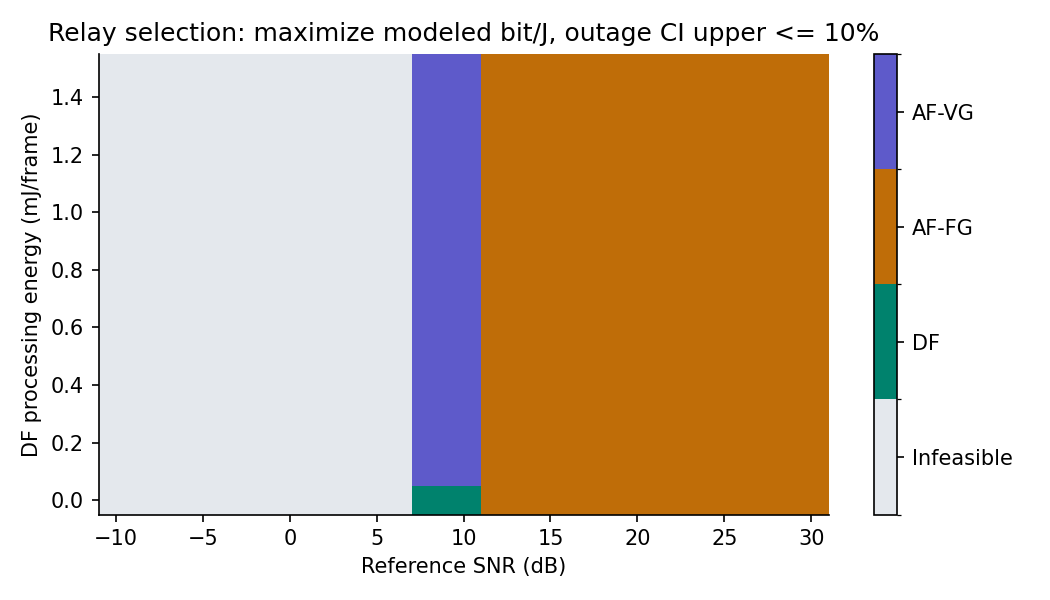 Relay selection: maximize modeled bit/J, outage CI upper <= 10%
DF processing energy (mJ/frame)
1.4
1.2
1.0
0.8
0.6
0.4
0.2
0.0
−10
−5
0
5
10
15
20
25
30
Reference SNR (dB)
AF-VG
AF-FG
DF
Infeasible